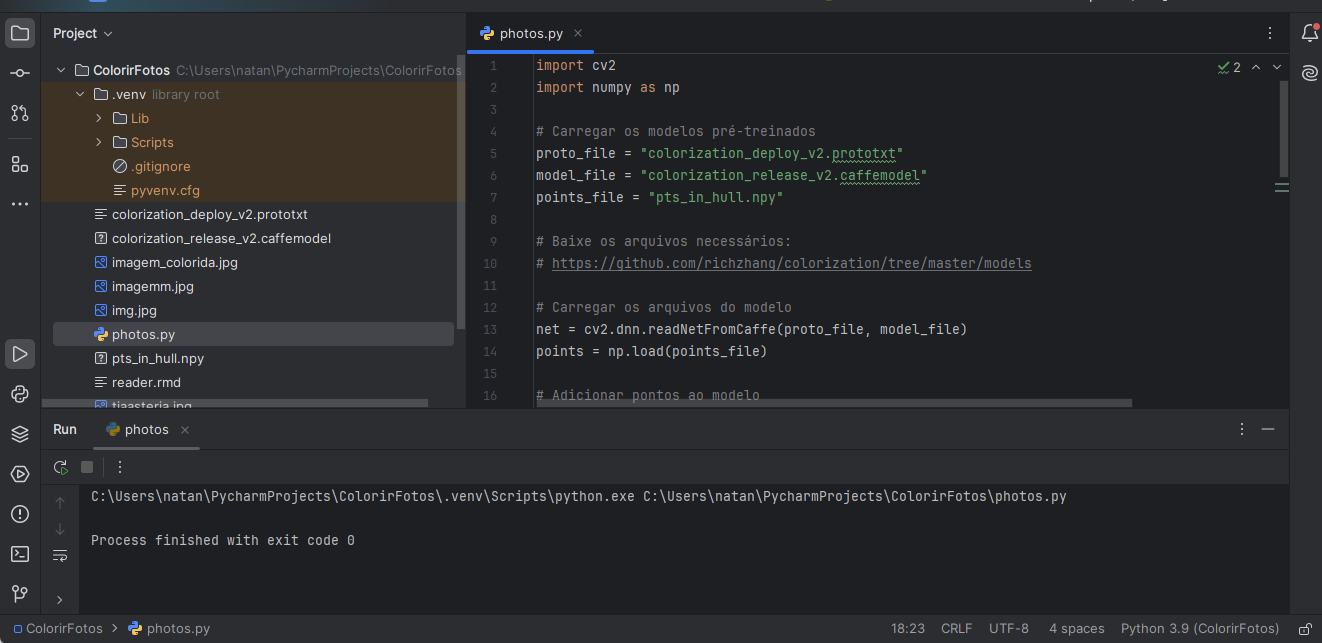 Project
photos.py
ColorirFotos C:\Users\natan\PycharmProjects\ColorirFotos
.venv library root
Lib
Scripts
.gitignore
pyvenv.cfg
colorization_deploy_v2.prototxt
colorization_release_v2.caffemodel
imagem_colorida.jpg
imagemm.jpg
img.jpg
photos.py
pts_in_hull.npy
reader.rmd
tiaasteria.jpg
2
1 import cv2
2 import numpy as np
3
4 # Carregar os modelos pré-treinados
5 proto_file = "colorization_deploy_v2.prototxt"
6 model_file = "colorization_release_v2.caffemodel"
7 points_file = "pts_in_hull.npy"
8
9 # Baixe os arquivos necessários:
10 # https://github.com/richzhang/colorization/tree/master/models
11
12 # Carregar os arquivos do modelo
13 net = cv2.dnn.readNetFromCaffe(proto_file, model_file)
14 points = np.load(points_file)
15
16 # Adicionar pontos ao modelo
Run photos
C:\Users\natan\PycharmProjects\ColorirFotos\.venv\Scripts\python.exe C:\Users\natan\PycharmProjects\ColorirFotos\photos.py
Process finished with exit code 0
ColorirFotos > photos.py
18:23 CRLF UTF-8 4 spaces Python 3.9 (ColorirFotos)